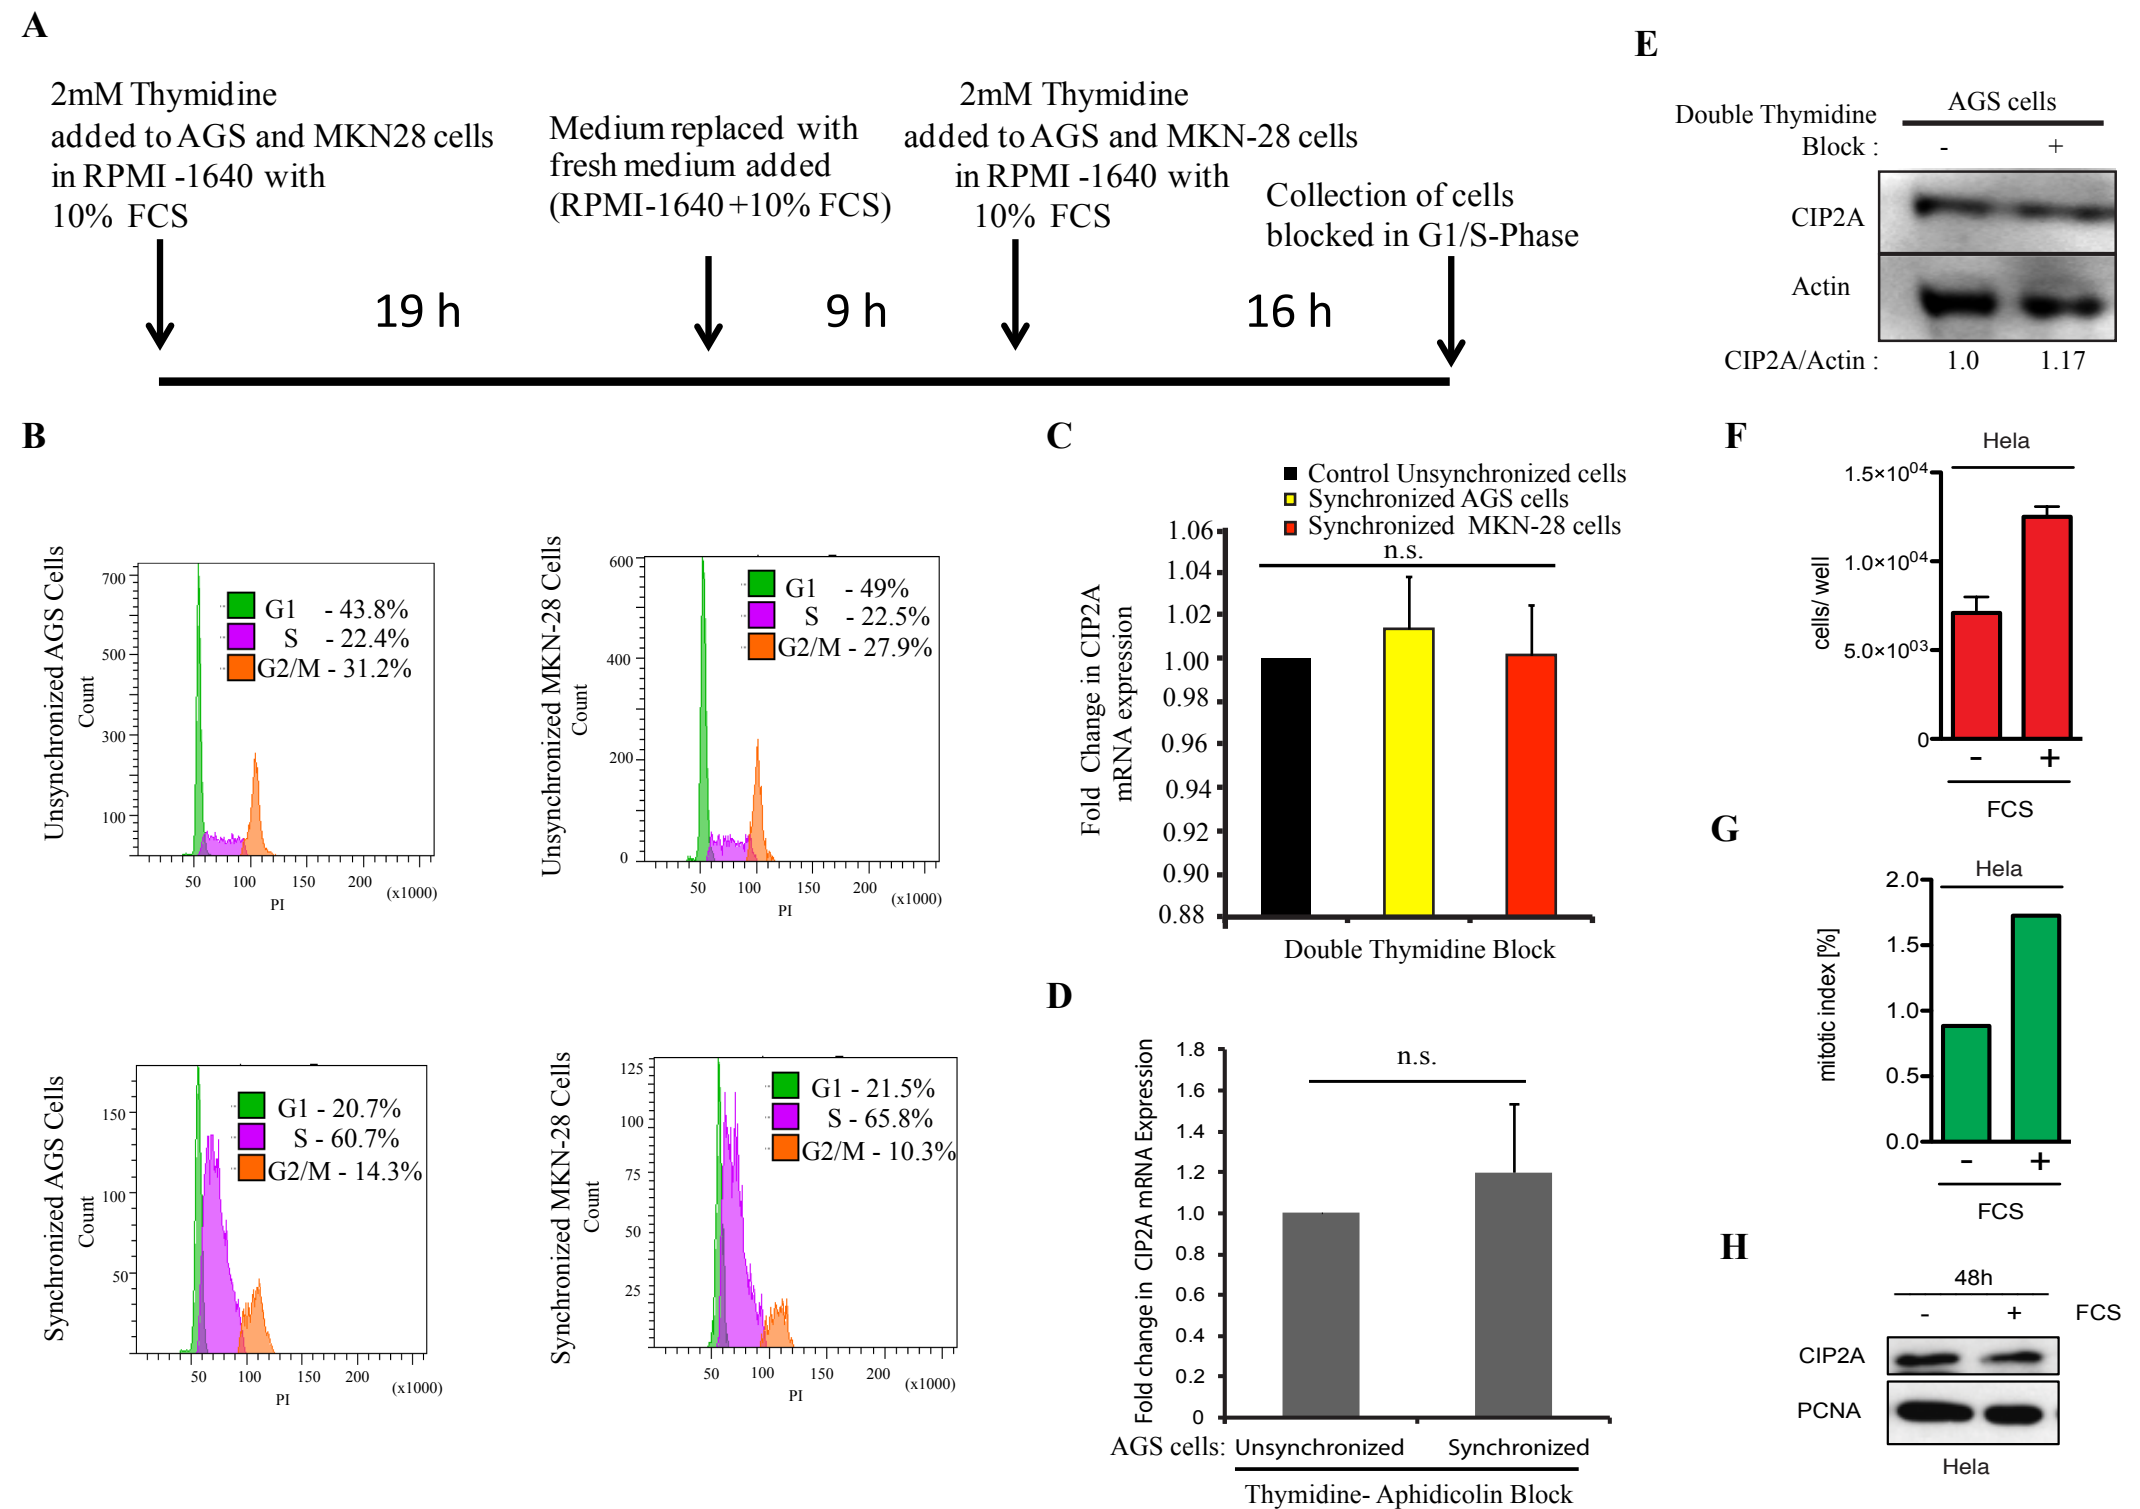 A
2mM Thymidine
added to AGS and MKN28 cells
in RPMI -1640 with
10% FCS
Medium replaced with
fresh medium added
(RPMI-1640 +10% FCS)
2mM Thymidine
added to AGS and MKN-28 cells
in RPMI -1640 with
10% FCS
Collection of cells
blocked in G1/S-Phase
19 h
9 h
16 h
B
Unsynchronized AGS Cells
Count
700
500
300
100
G1 - 43.8%
S - 22.4%
G2/M - 31.2%
50 100 150 200
(x1000)
PI
Unsynchronized MKN-28 Cells
Count
600
400
200
0
G1 - 49%
S - 22.5%
G2/M - 27.9%
50 100 150 200
(x1000)
PI
Synchronized AGS Cells
Count
150
100
50
G1 - 20.7%
S - 60.7%
G2/M - 14.3%
50 100 150 200
(x1000)
PI
Synchronized MKN-28 Cells
Count
125
100
75
50
25
G1 - 21.5%
S - 65.8%
G2/M - 10.3%
50 100 150 200
(x1000)
PI
C
Control Unsynchronized cells
Synchronized AGS cells
Synchronized MKN-28 cells
n.s.
Fold Change in CIP2A
mRNA expression
1.06
1.04
1.02
1.00
0.98
0.96
0.94
0.92
0.90
0.88
Double Thymidine Block
D
Fold change in CIP2A mRNA Expression
n.s.
1.8
1.6
1.4
1.2
1.0
0.8
0.6
0.4
0.2
0
AGS cells: Unsynchronized Synchronized
Thymidine- Aphidicolin Block
E
AGS cells
Double Thymidine
Block : - +
CIP2A
Actin
CIP2A/Actin : 1.0 1.17
F
Hela
cells/ well
1.5×10⁰⁴
1.0×10⁰⁴
5.0×10⁰³
0
- +
FCS
G
Hela
mitotic index [%]
2.0
1.5
1.0
0.5
0.0
- +
FCS
H
48h
- + FCS
CIP2A
PCNA
Hela